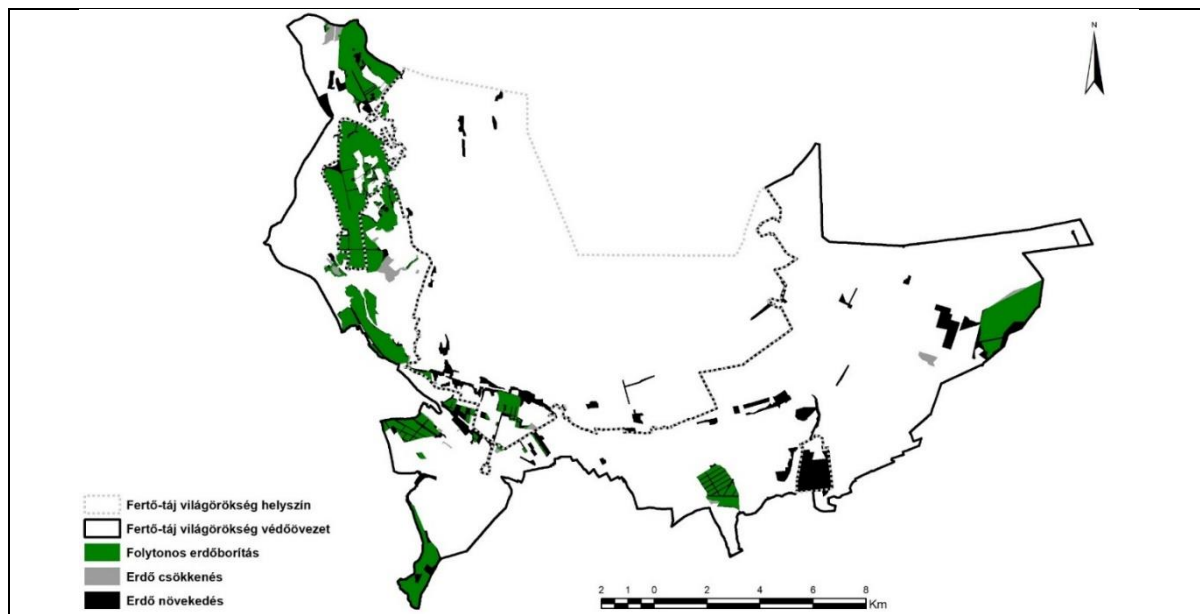 N
Fertő-táj világörökség helyszín
Fertő-táj világörökség védőövezet
Folytonos erdőborítás
Erdő csökkenés
Erdő növekedés
2 1 0 2 4 6 8
Km